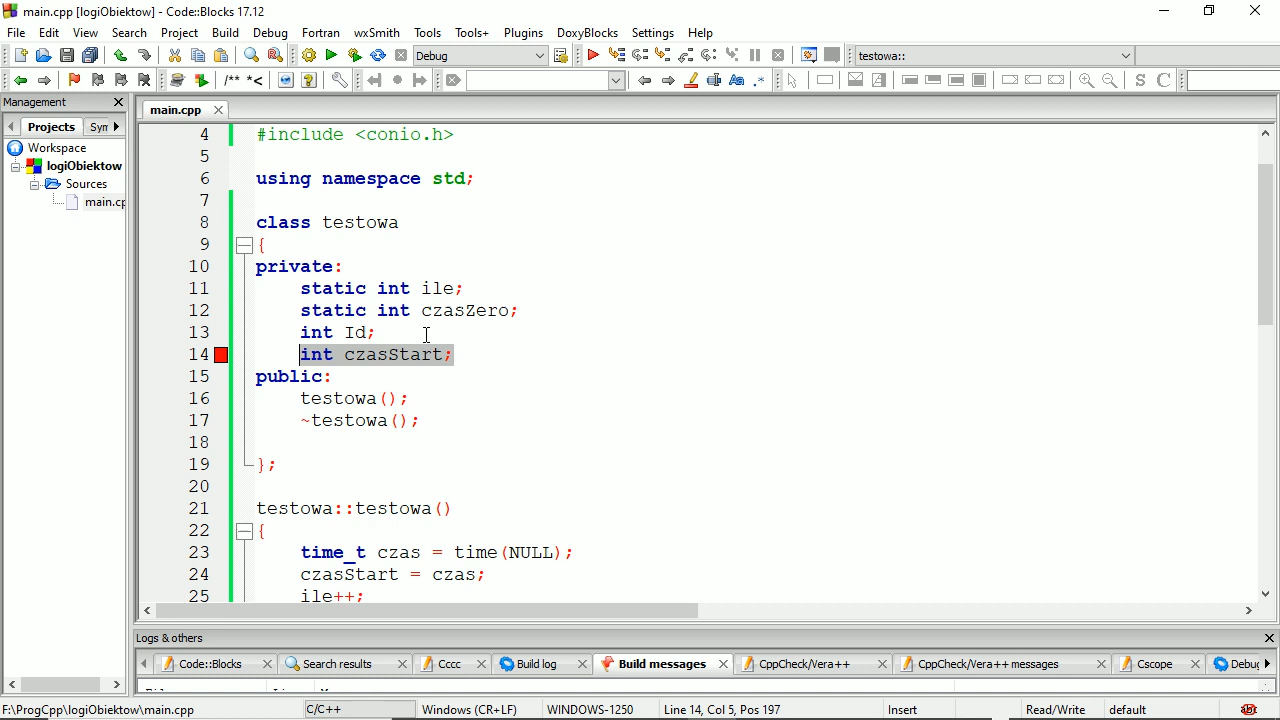 main.cpp [logiObiektow] - Code::Blocks 17.12
File Edit View Search Project Build Debug Fortran wxSmith Tools Tools+ Plugins DoxyBlocks Settings Help
Debug
testowa::
/** *<
Aa .*
S C
Management
main.cpp
Projects Sym
Workspace
logiObiektow
Sources
main.cp
4 #include <conio.h>
5
6 using namespace std;
7
8 class testowa
9 {
10 private:
11 static int ile;
12 static int czasZero;
13 int Id;
14 int czasStart;
15 public:
16 testowa();
17 ~testowa();
18
19 };
20
21 testowa::testowa()
22 {
23 time_t czas = time(NULL);
24 czasStart = czas;
25 ile++;
Logs & others
Code::Blocks Search results Cccc Build log Build messages CppCheck/Vera++ CppCheck/Vera++ messages Cscope Debug
F:\ProgCpp\logiObiektow\main.cpp C/C++ Windows (CR+LF) WINDOWS-1250 Line 14, Col 5, Pos 197 Insert Read/Write default